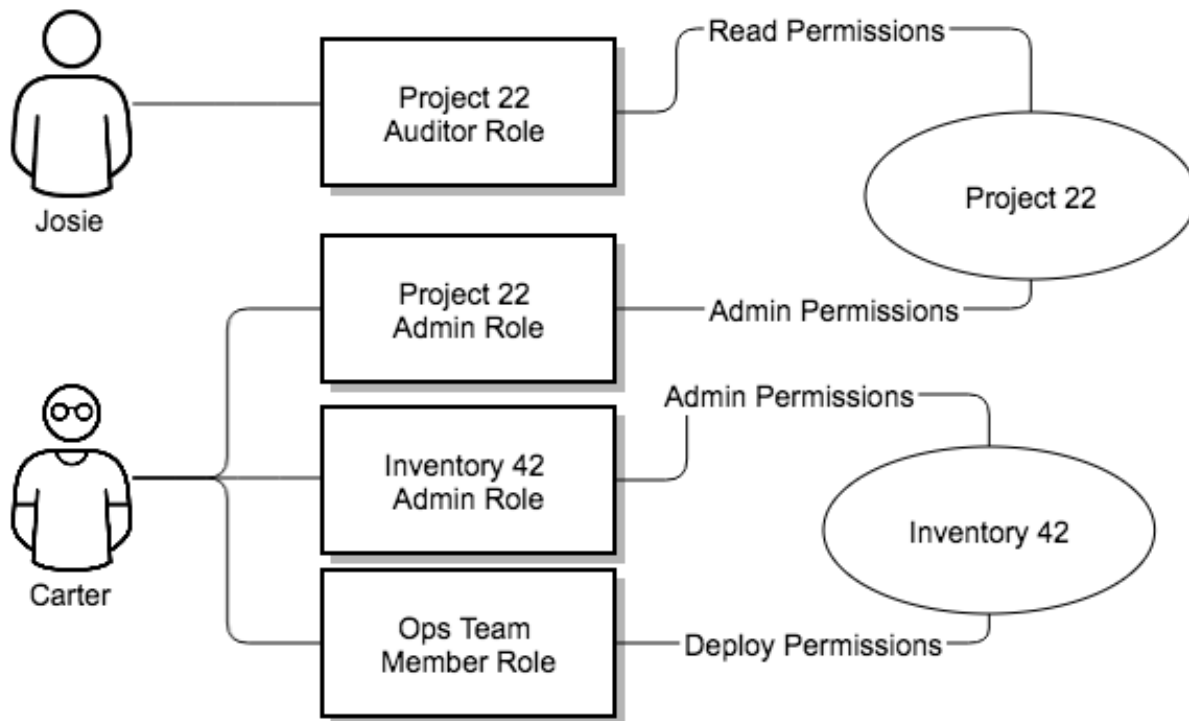 Read Permissions
Project 22
Auditor Role
Josie
Project 22
Project 22
Admin Role
Admin Permissions
Admin Permissions
Inventory 42
Admin Role
Inventory 42
Carter
Ops Team
Member Role
Deploy Permissions